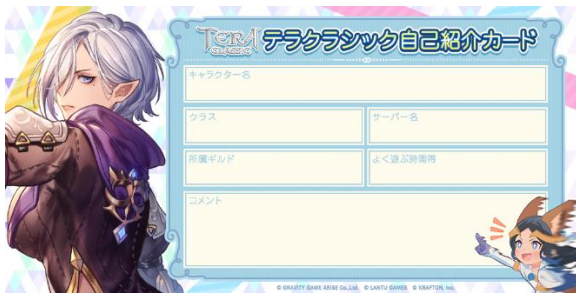 TERA CLASSIC テラクラシック自己紹介カード
キャラクター名
クラス
サーバー名
所属ギルド
よく遊ぶ時間帯
コメント
© GRAVITY GAME ARISE Co.,Ltd. © LANTU GAMES © KRAFTON, Inc.